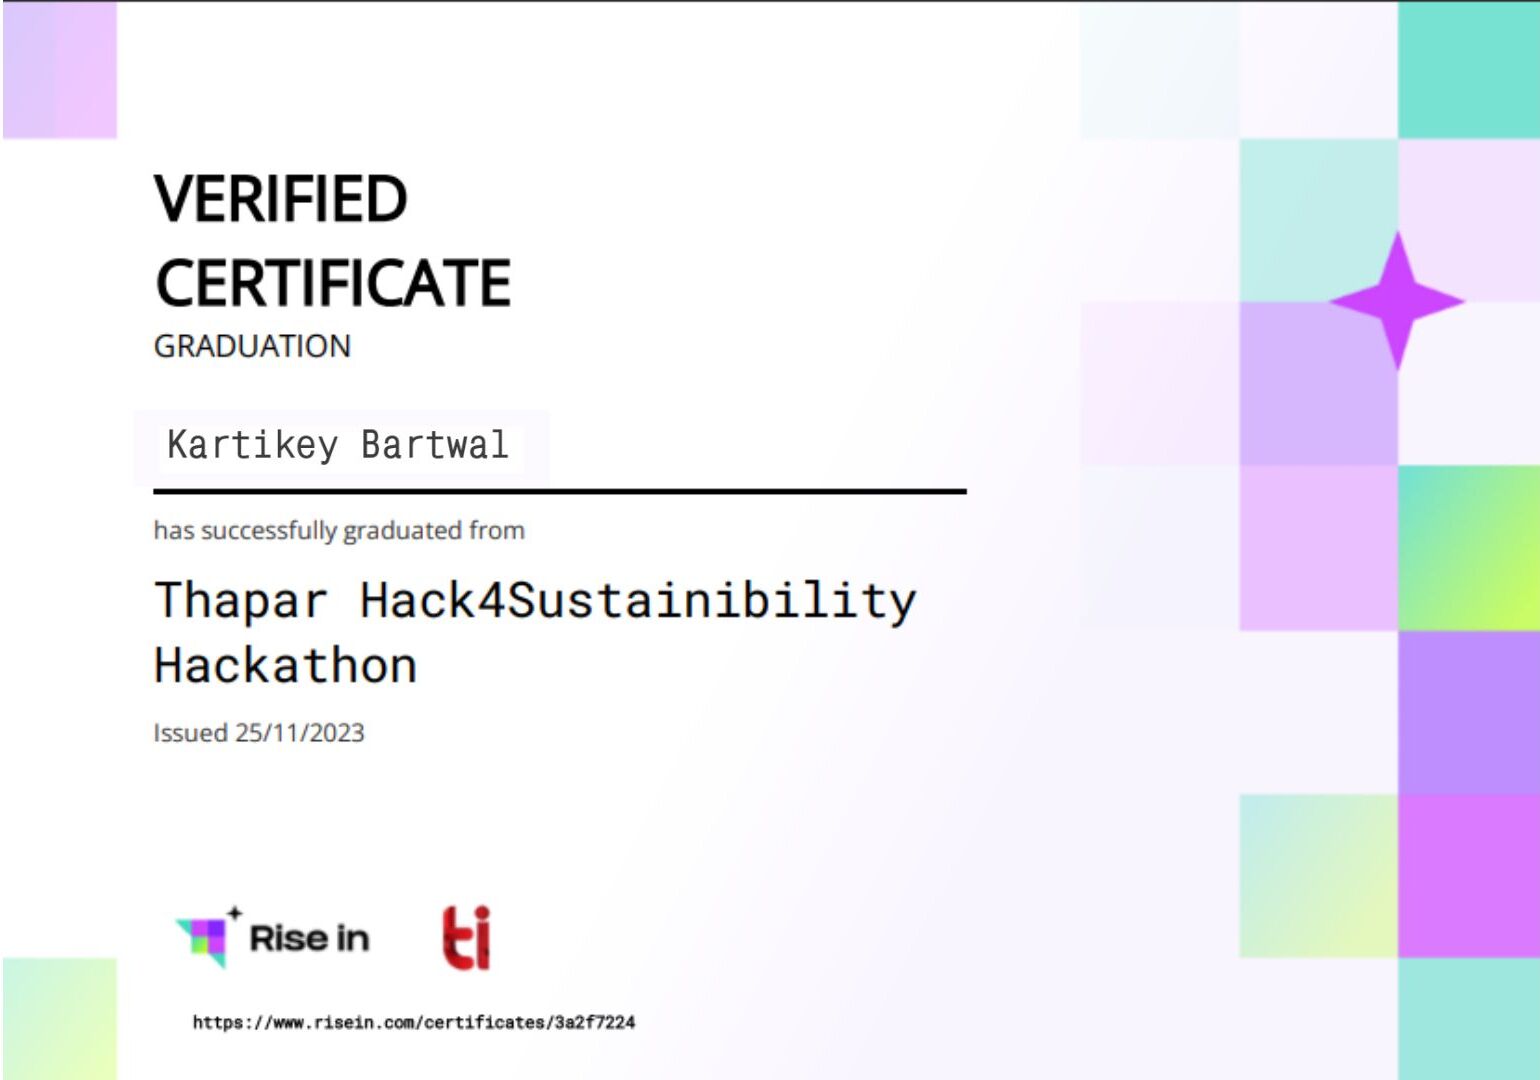 VERIFIED
CERTIFICATE
GRADUATION
Kartikey Bartwal
has successfully graduated from
Thapar Hack4Sustainibility
Hackathon
Issued 25/11/2023
Rise in
ti
https://www.risein.com/certificates/3a2f7224